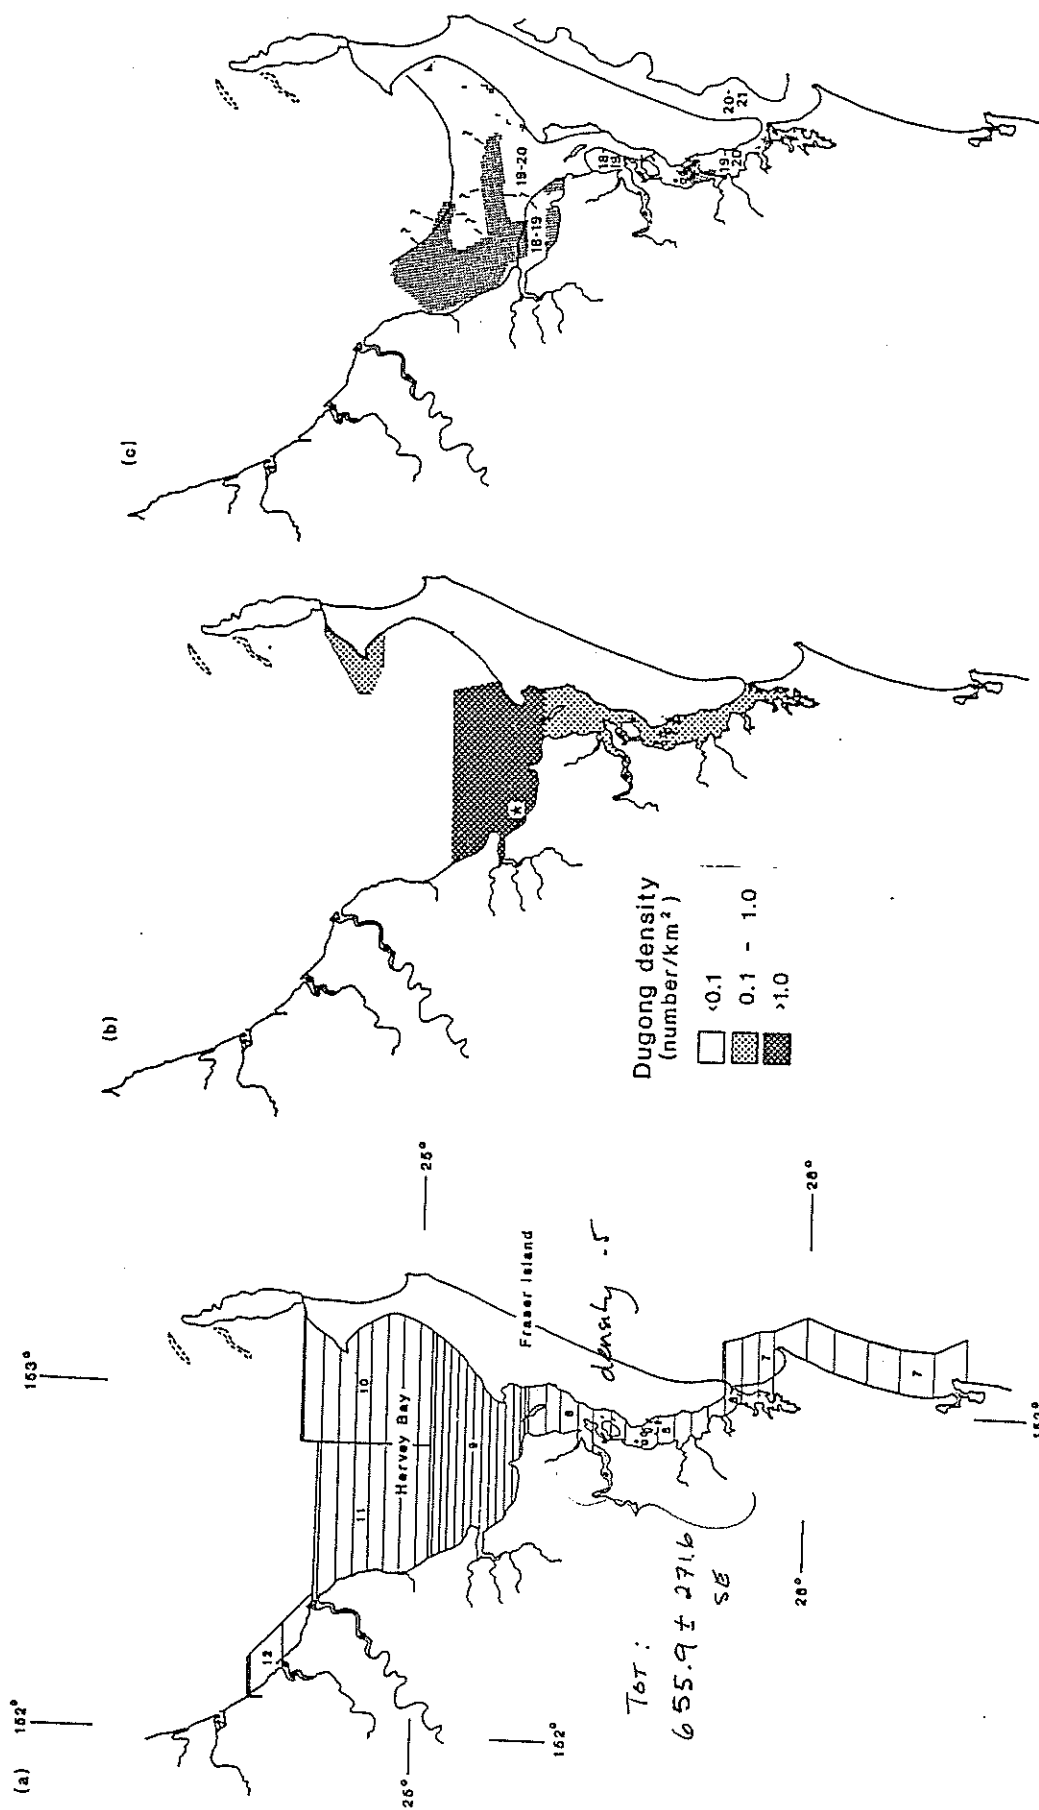 (a)
152°
153°
12
11
10
Hervey Bay
9
8
8
8
7
7
25°
25°
Fraser Island
density .5
26°
26°
152°
153°
Tot:
655.9 ± 271.6
SE
(b)
★
Dugong density
(number/km²)
<0.1
0.1 - 1.0
>1.0
(c)
?
?
?
?
?
?
18-19
19-20
18-
19
19-
20
20-
21